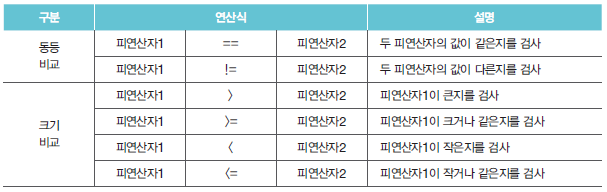 구분 연산식 설명
동등 비교 피연산자1 == 피연산자2 두 피연산자의 값이 같은지를 검사
피연산자1 != 피연산자2 두 피연산자의 값이 다른지를 검사
크기 비교 피연산자1 > 피연산자2 피연산자1이 큰지를 검사
피연산자1 >= 피연산자2 피연산자1이 크거나 같은지를 검사
피연산자1 < 피연산자2 피연산자1이 작은지를 검사
피연산자1 <= 피연산자2 피연산자1이 작거나 같은지를 검사